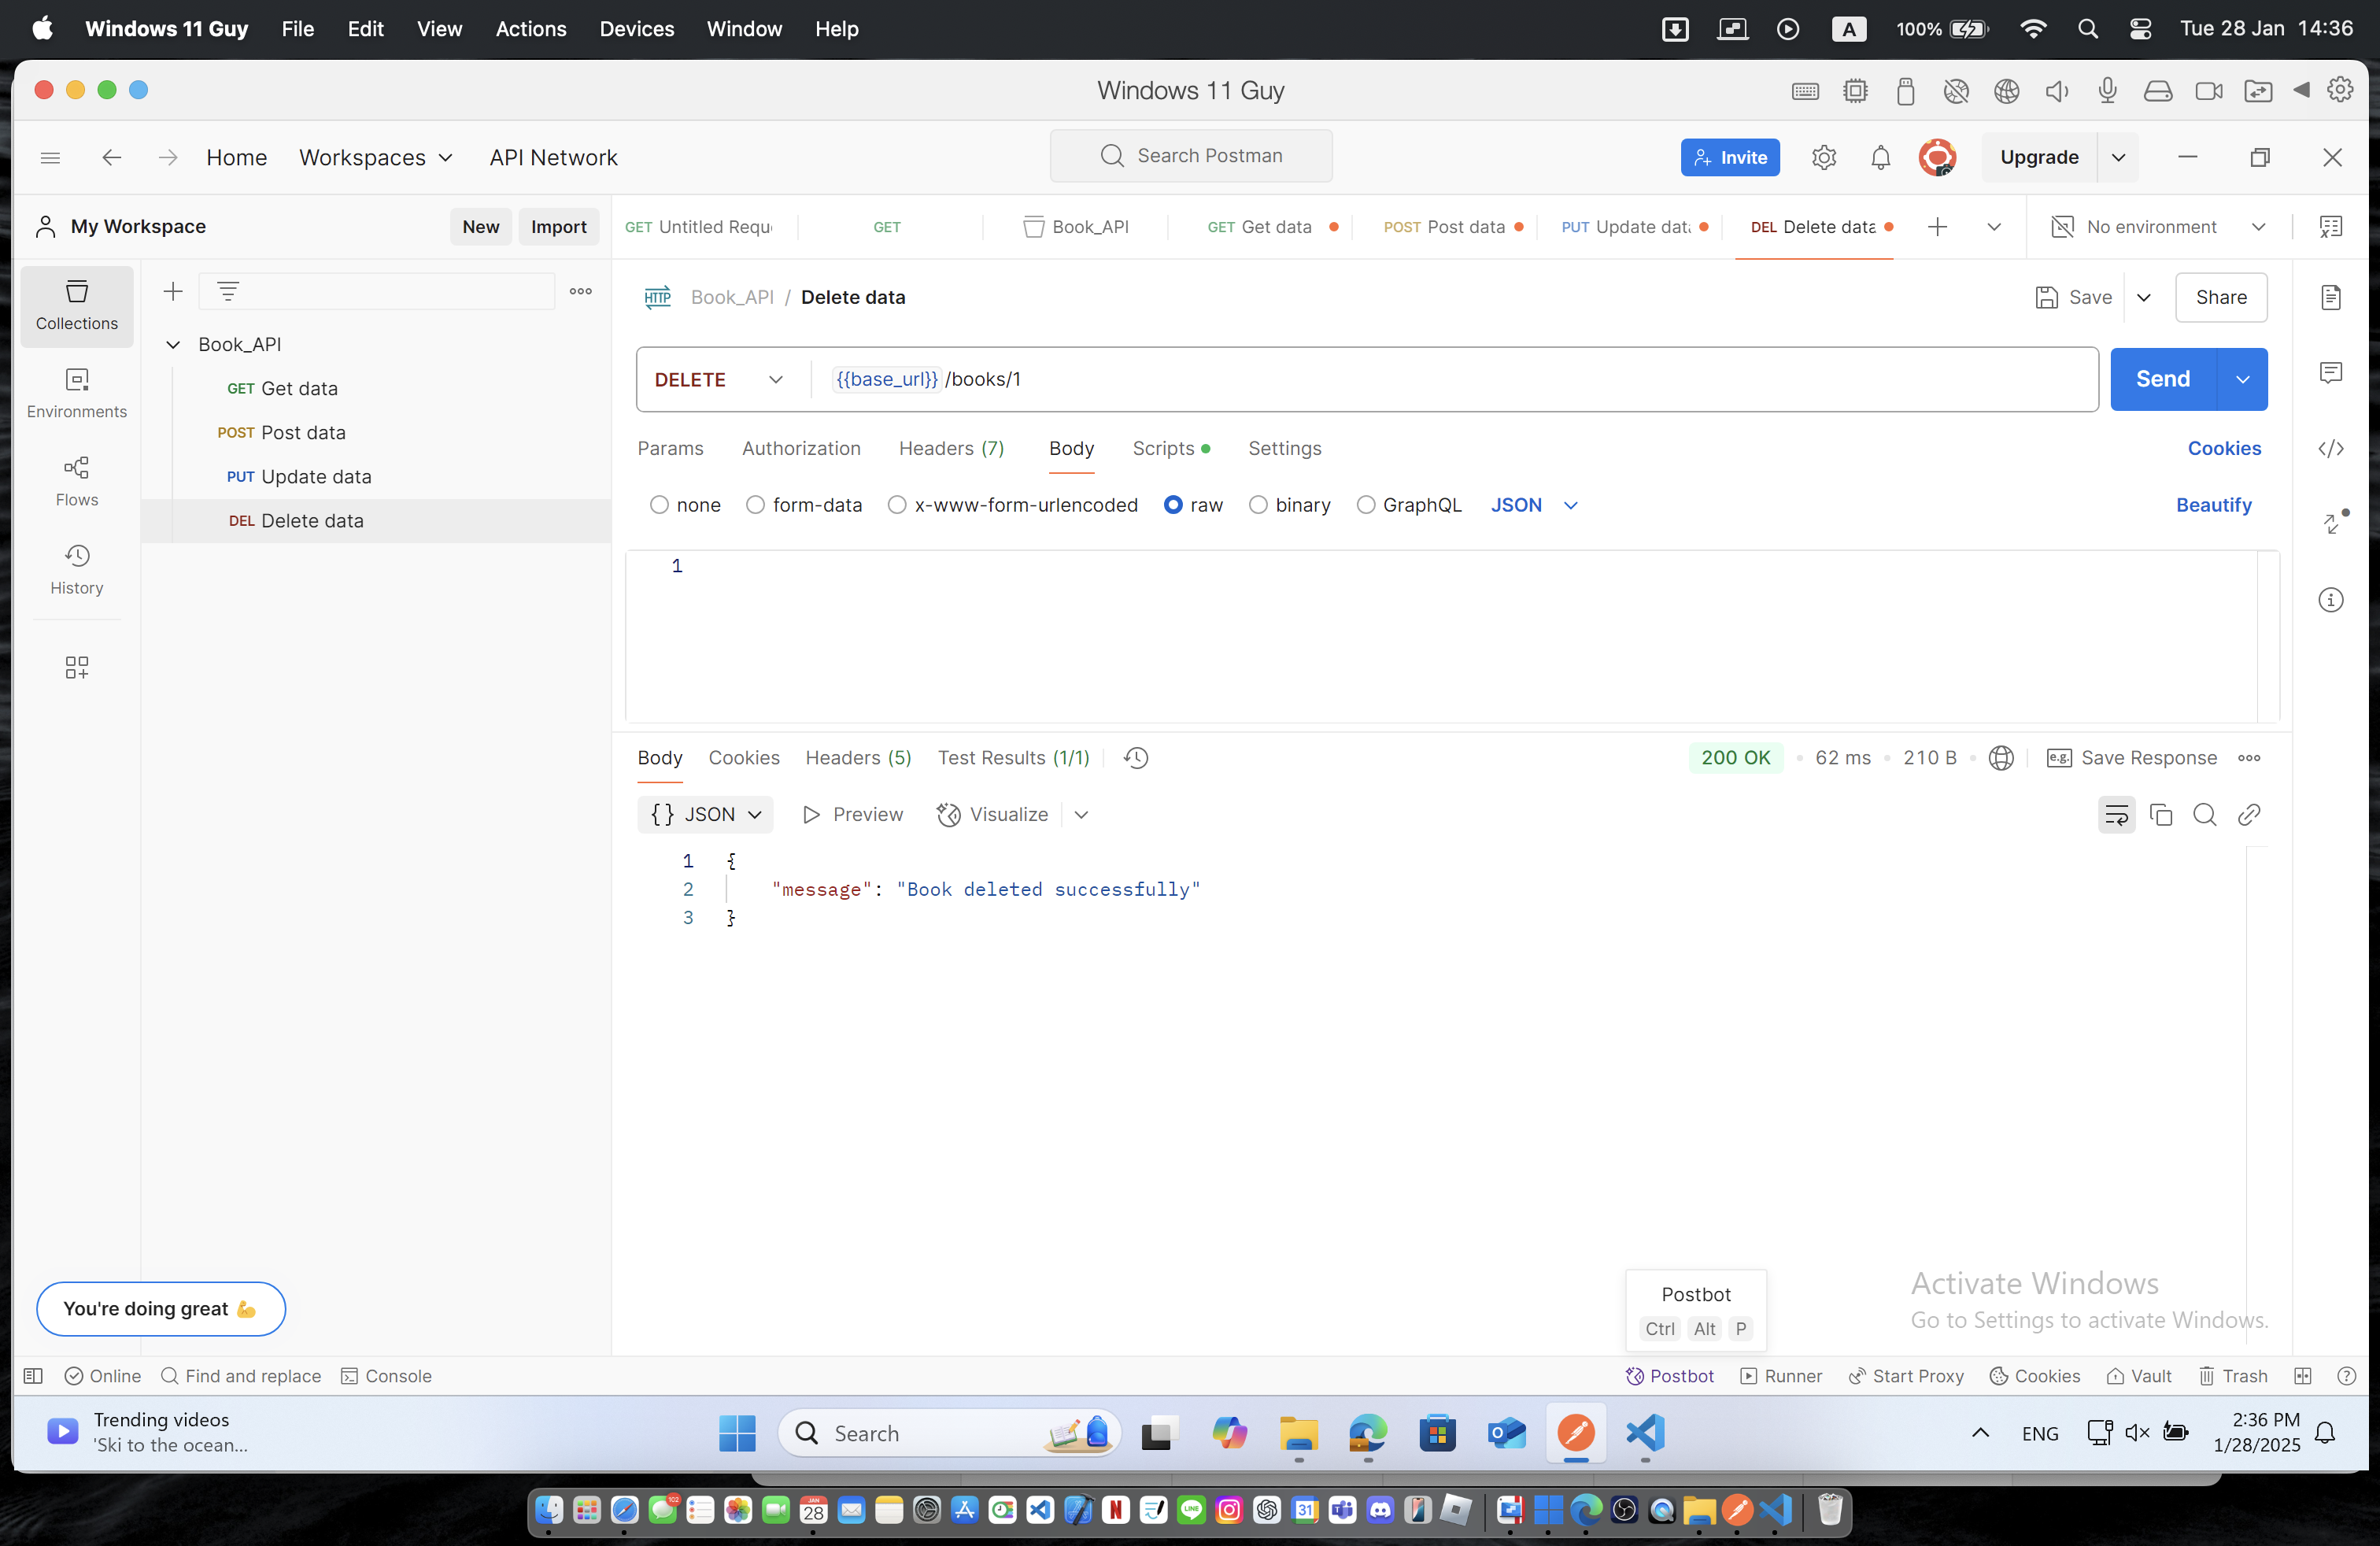 Windows 11 Guy File Edit View Actions Devices Window Help A 100% Tue 28 Jan 14:36
Windows 11 Guy
Home Workspaces API Network Search Postman Invite Upgrade
My Workspace New Import GET Untitled Requ GET Book_API GET Get data POST Post data PUT Update dat DEL Delete data No environment
Collections
Environments
Flows
History
Book_API
GET Get data
POST Post data
PUT Update data
DEL Delete data
HTTP Book_API / Delete data Save Share
DELETE {{base_url}} /books/1 Send
Params Authorization Headers (7) Body Scripts Settings Cookies
none form-data x-www-form-urlencoded raw binary GraphQL JSON Beautify
1
Body Cookies Headers (5) Test Results (1/1) 200 OK 62 ms 210 B e.g. Save Response
{} JSON Preview Visualize
1 {
2 "message": "Book deleted successfully"
3 }
You're doing great 💪
Postbot
Ctrl Alt P
Activate Windows
Go to Settings to activate Windows.
Online Find and replace Console Postbot Runner Start Proxy Cookies Vault Trash
Trending videos
'Ski to the ocean...
Search
ENG
2:36 PM
1/28/2025
102
JAN
28
LINE
31